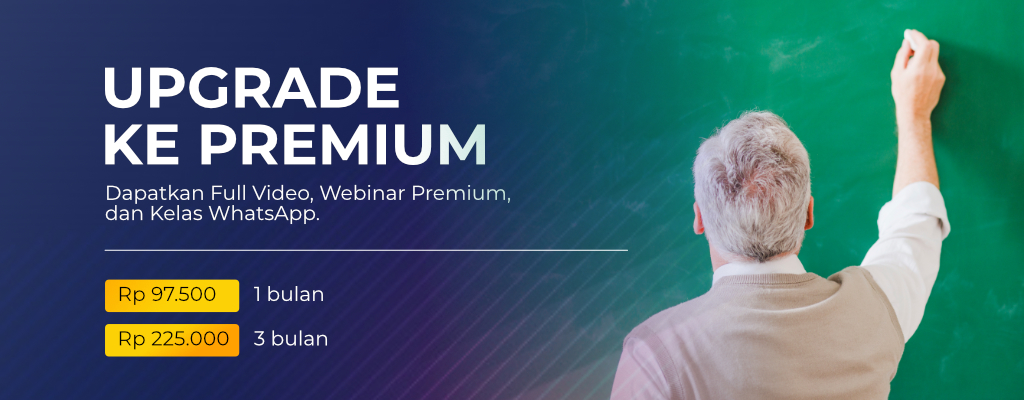 UPGRADE
KE PREMIUM
Dapatkan Full Video, Webinar Premium,
dan Kelas WhatsApp.
Rp 97.500 1 bulan
Rp 225.000 3 bulan